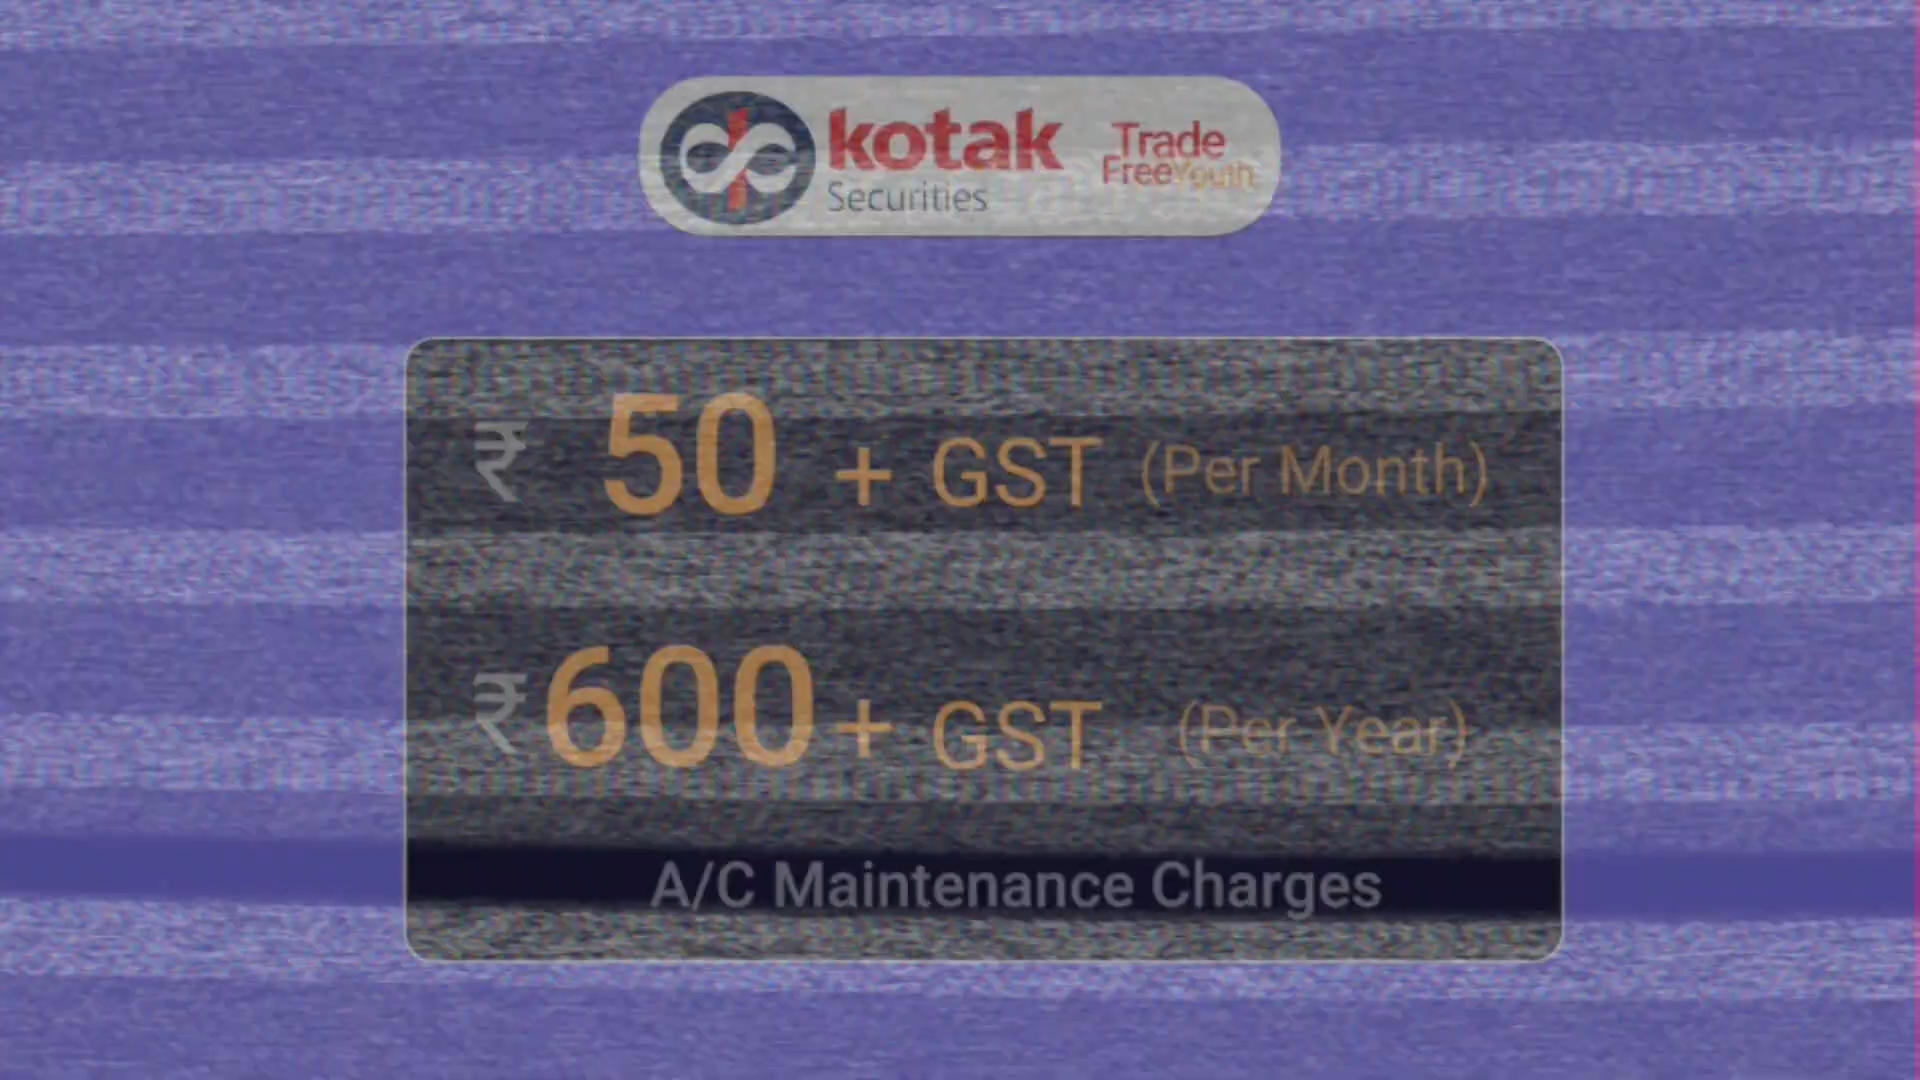 kotak
Securities
Trade
FreeYouth
₹ 50 + GST (Per Month)
₹ 600 + GST (Per Year)
A/C Maintenance Charges